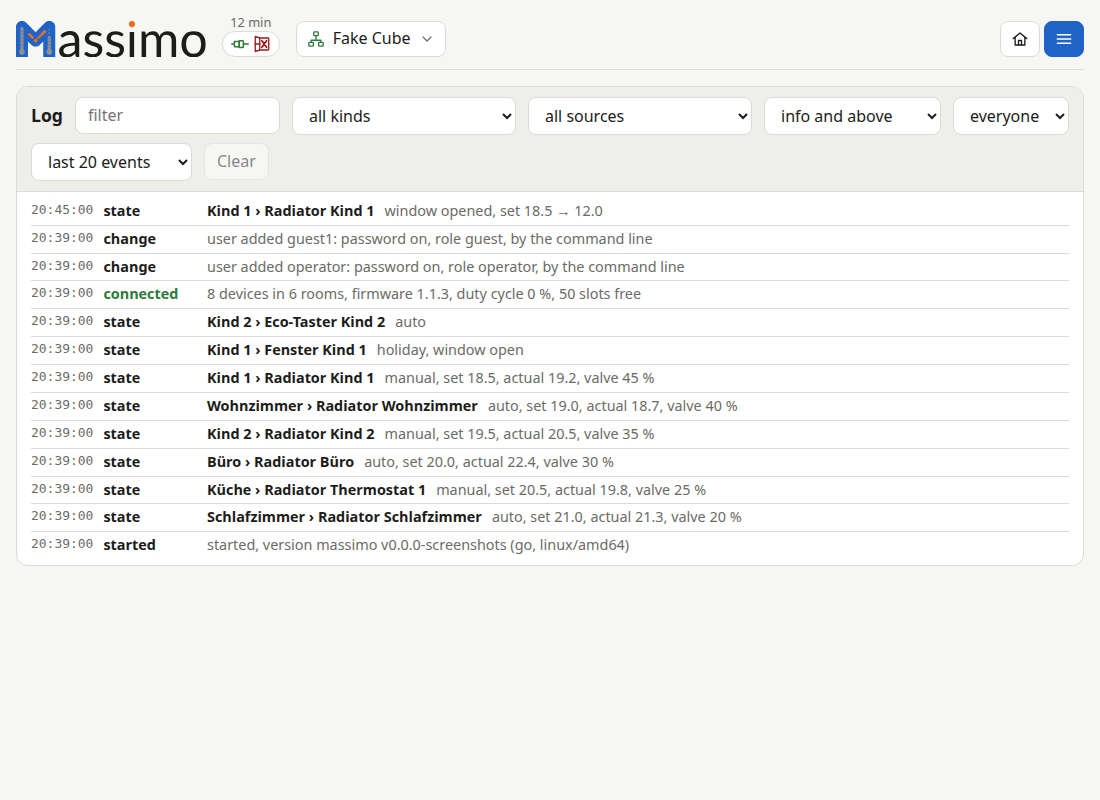 Massimo
12 min
Fake Cube
Log
filter
all kinds
all sources
info and above
everyone
last 20 events
Clear
20:45:00 state Kind 1 › Radiator Kind 1 window opened, set 18.5 → 12.0
20:39:00 change user added guest1: password on, role guest, by the command line
20:39:00 change user added operator: password on, role operator, by the command line
20:39:00 connected 8 devices in 6 rooms, firmware 1.1.3, duty cycle 0 %, 50 slots free
20:39:00 state Kind 2 › Eco-Taster Kind 2 auto
20:39:00 state Kind 1 › Fenster Kind 1 holiday, window open
20:39:00 state Kind 1 › Radiator Kind 1 manual, set 18.5, actual 19.2, valve 45 %
20:39:00 state Wohnzimmer › Radiator Wohnzimmer auto, set 19.0, actual 18.7, valve 40 %
20:39:00 state Kind 2 › Radiator Kind 2 manual, set 19.5, actual 20.5, valve 35 %
20:39:00 state Büro › Radiator Büro auto, set 20.0, actual 22.4, valve 30 %
20:39:00 state Küche › Radiator Thermostat 1 manual, set 20.5, actual 19.8, valve 25 %
20:39:00 state Schlafzimmer › Radiator Schlafzimmer auto, set 21.0, actual 21.3, valve 20 %
20:39:00 started started, version massimo v0.0.0-screenshots (go, linux/amd64)